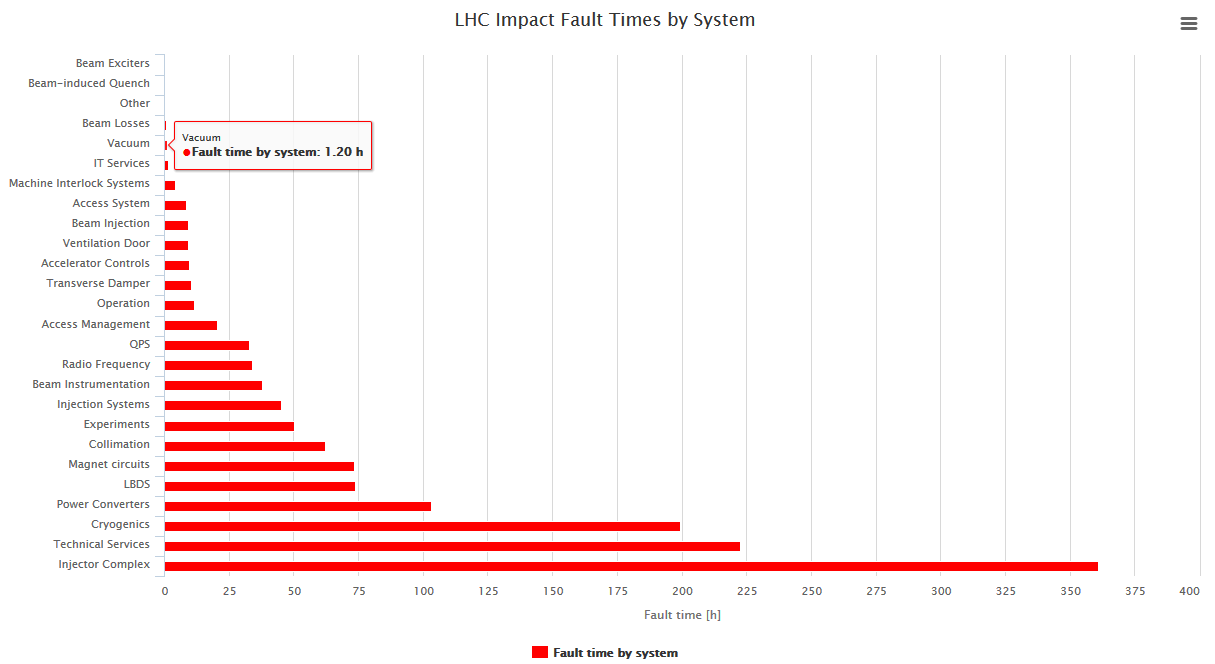 LHC Impact Fault Times by System
Beam Exciters
Beam-induced Quench
Other
Beam Losses
Vacuum
Vacuum
Fault time by system: 1.20 h
IT Services
Machine Interlock Systems
Access System
Beam Injection
Ventilation Door
Accelerator Controls
Transverse Damper
Operation
Access Management
QPS
Radio Frequency
Beam Instrumentation
Injection Systems
Experiments
Collimation
Magnet circuits
LBDS
Power Converters
Cryogenics
Technical Services
Injector Complex
0 25 50 75 100 125 150 175 200 225 250 275 300 325 350 375 400
Fault time [h]
Fault time by system